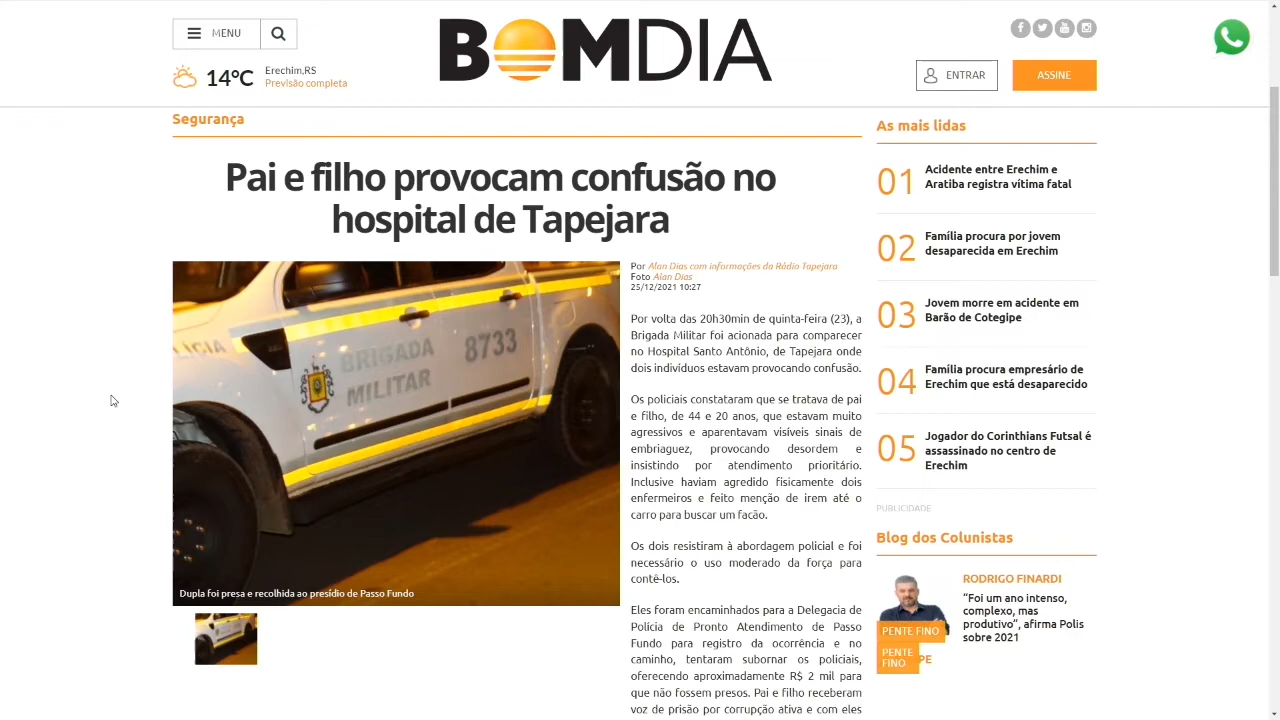 MENU
BOMDIA
14°C
Erechim,RS
Previsão completa
ENTRAR
ASSINE
Segurança
Pai e filho provocam confusão no
hospital de Tapejara
LICIA
BRIGADA
MILITAR
8733
Dupla foi presa e recolhida ao presídio de Passo Fundo
Por Alan Dias com informações da Rádio Tapejara
Foto Alan Dias
25/12/2021 10:27
Por volta das 20h30min de quinta-feira (23), a
Brigada Militar foi acionada para comparecer
no Hospital Santo Antônio, de Tapejara onde
dois indivíduos estavam provocando confusão.
Os policiais constataram que se tratava de pai
e filho, de 44 e 20 anos, que estavam muito
agressivos e aparentavam visíveis sinais de
embriaguez, provocando desordem e
insistindo por atendimento prioritário.
Inclusive haviam agredido fisicamente dois
enfermeiros e feito menção de irem até o
carro para buscar um facão.
Os dois resistiram à abordagem policial e foi
necessário o uso moderado da força para
contê-los.
Eles foram encaminhados para a Delegacia de
Polícia de Pronto Atendimento de Passo
Fundo para registro da ocorrência e no
caminho, tentaram subornar os policiais,
oferecendo aproximadamente R$ 2 mil para
que não fossem presos. Pai e filho receberam
voz de prisão por corrupção ativa e com eles
As mais lidas
01
Acidente entre Erechim e
Aratiba registra vítima fatal
02
Família procura por jovem
desaparecida em Erechim
03
Jovem morre em acidente em
Barão de Cotegipe
04
Família procura empresário de
Erechim que está desaparecido
05
Jogador do Corinthians Futsal é
assassinado no centro de
Erechim
PUBLICIDADE
Blog dos Colunistas
RODRIGO FINARDI
“Foi um ano intenso,
complexo, mas
produtivo”, afirma Polis
sobre 2021
PENTE FINO
PENTE
FINO
PE